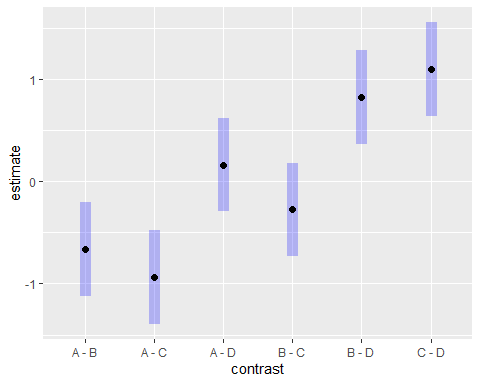 estimate
1
0
-1
A - B
A - C
A - D
B - C
B - D
C - D
contrast